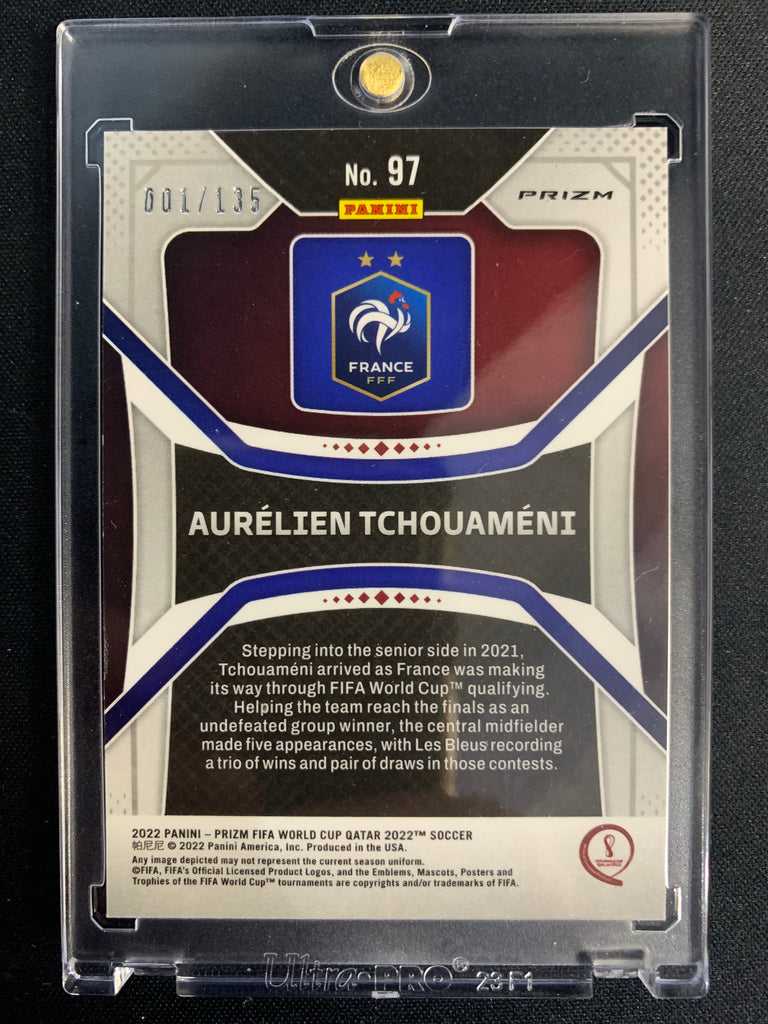 No. 97
001/135
PANINI
PRIZM
FRANCE
FFF
AURÉLIEN TCHOUAMÉNI
Stepping into the senior side in 2021,
Tchouaméni arrived as France was making
its way through FIFA World Cup™ qualifying.
Helping the team reach the finals as an
undefeated group winner, the central midfielder
made five appearances, with Les Bleus recording
a trio of wins and pair of draws in those contests.
2022 PANINI – PRIZM FIFA WORLD CUP QATAR 2022™ SOCCER
帕尼尼 © 2022 Panini America, Inc. Produced in the USA.
Any image depicted may not represent the current season uniform.
©FIFA, FIFA's Official Licensed Product Logos, and the Emblems, Mascots, Posters and
Trophies of the FIFA World Cup™ tournaments are copyrights and/or trademarks of FIFA.
Ultra·PRO® 23F1